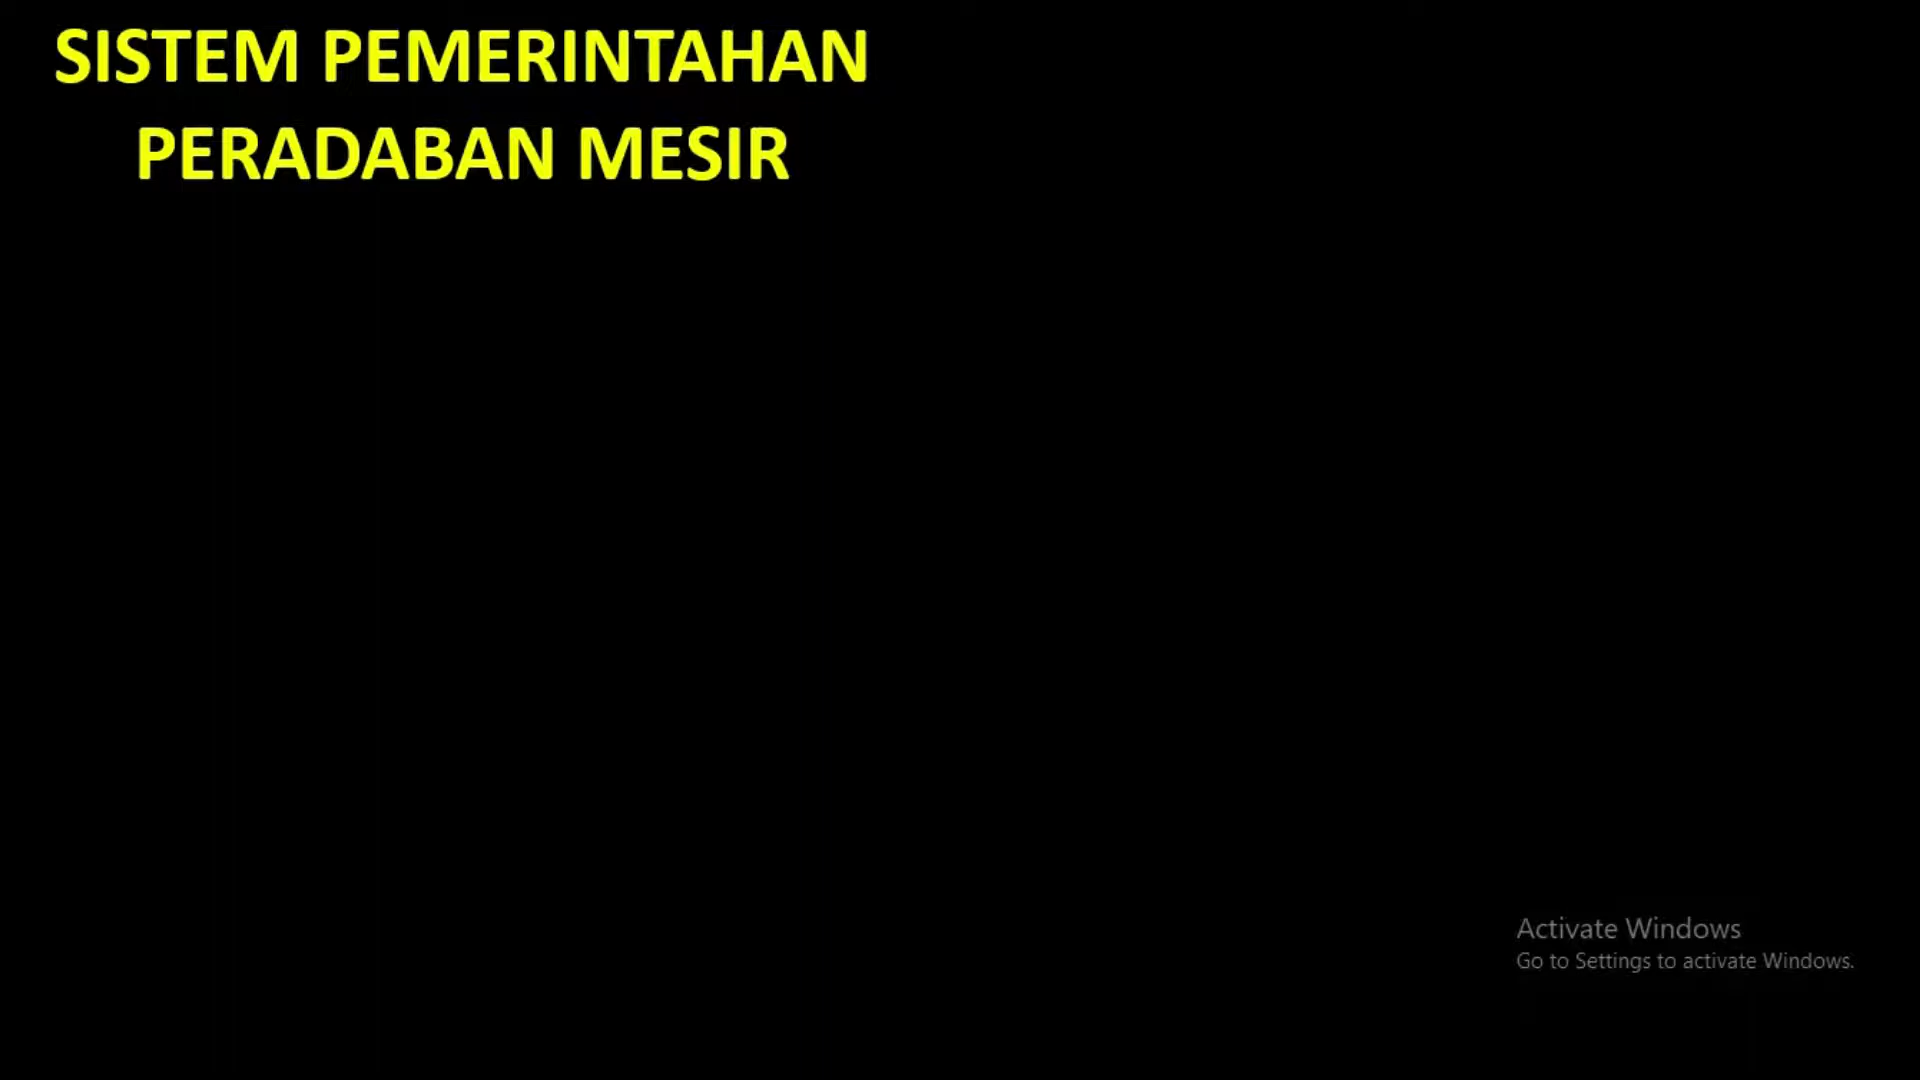 SISTEM PEMERINTAHAN
PERADABAN MESIR
Activate Windows
Go to Settings to activate Windows.